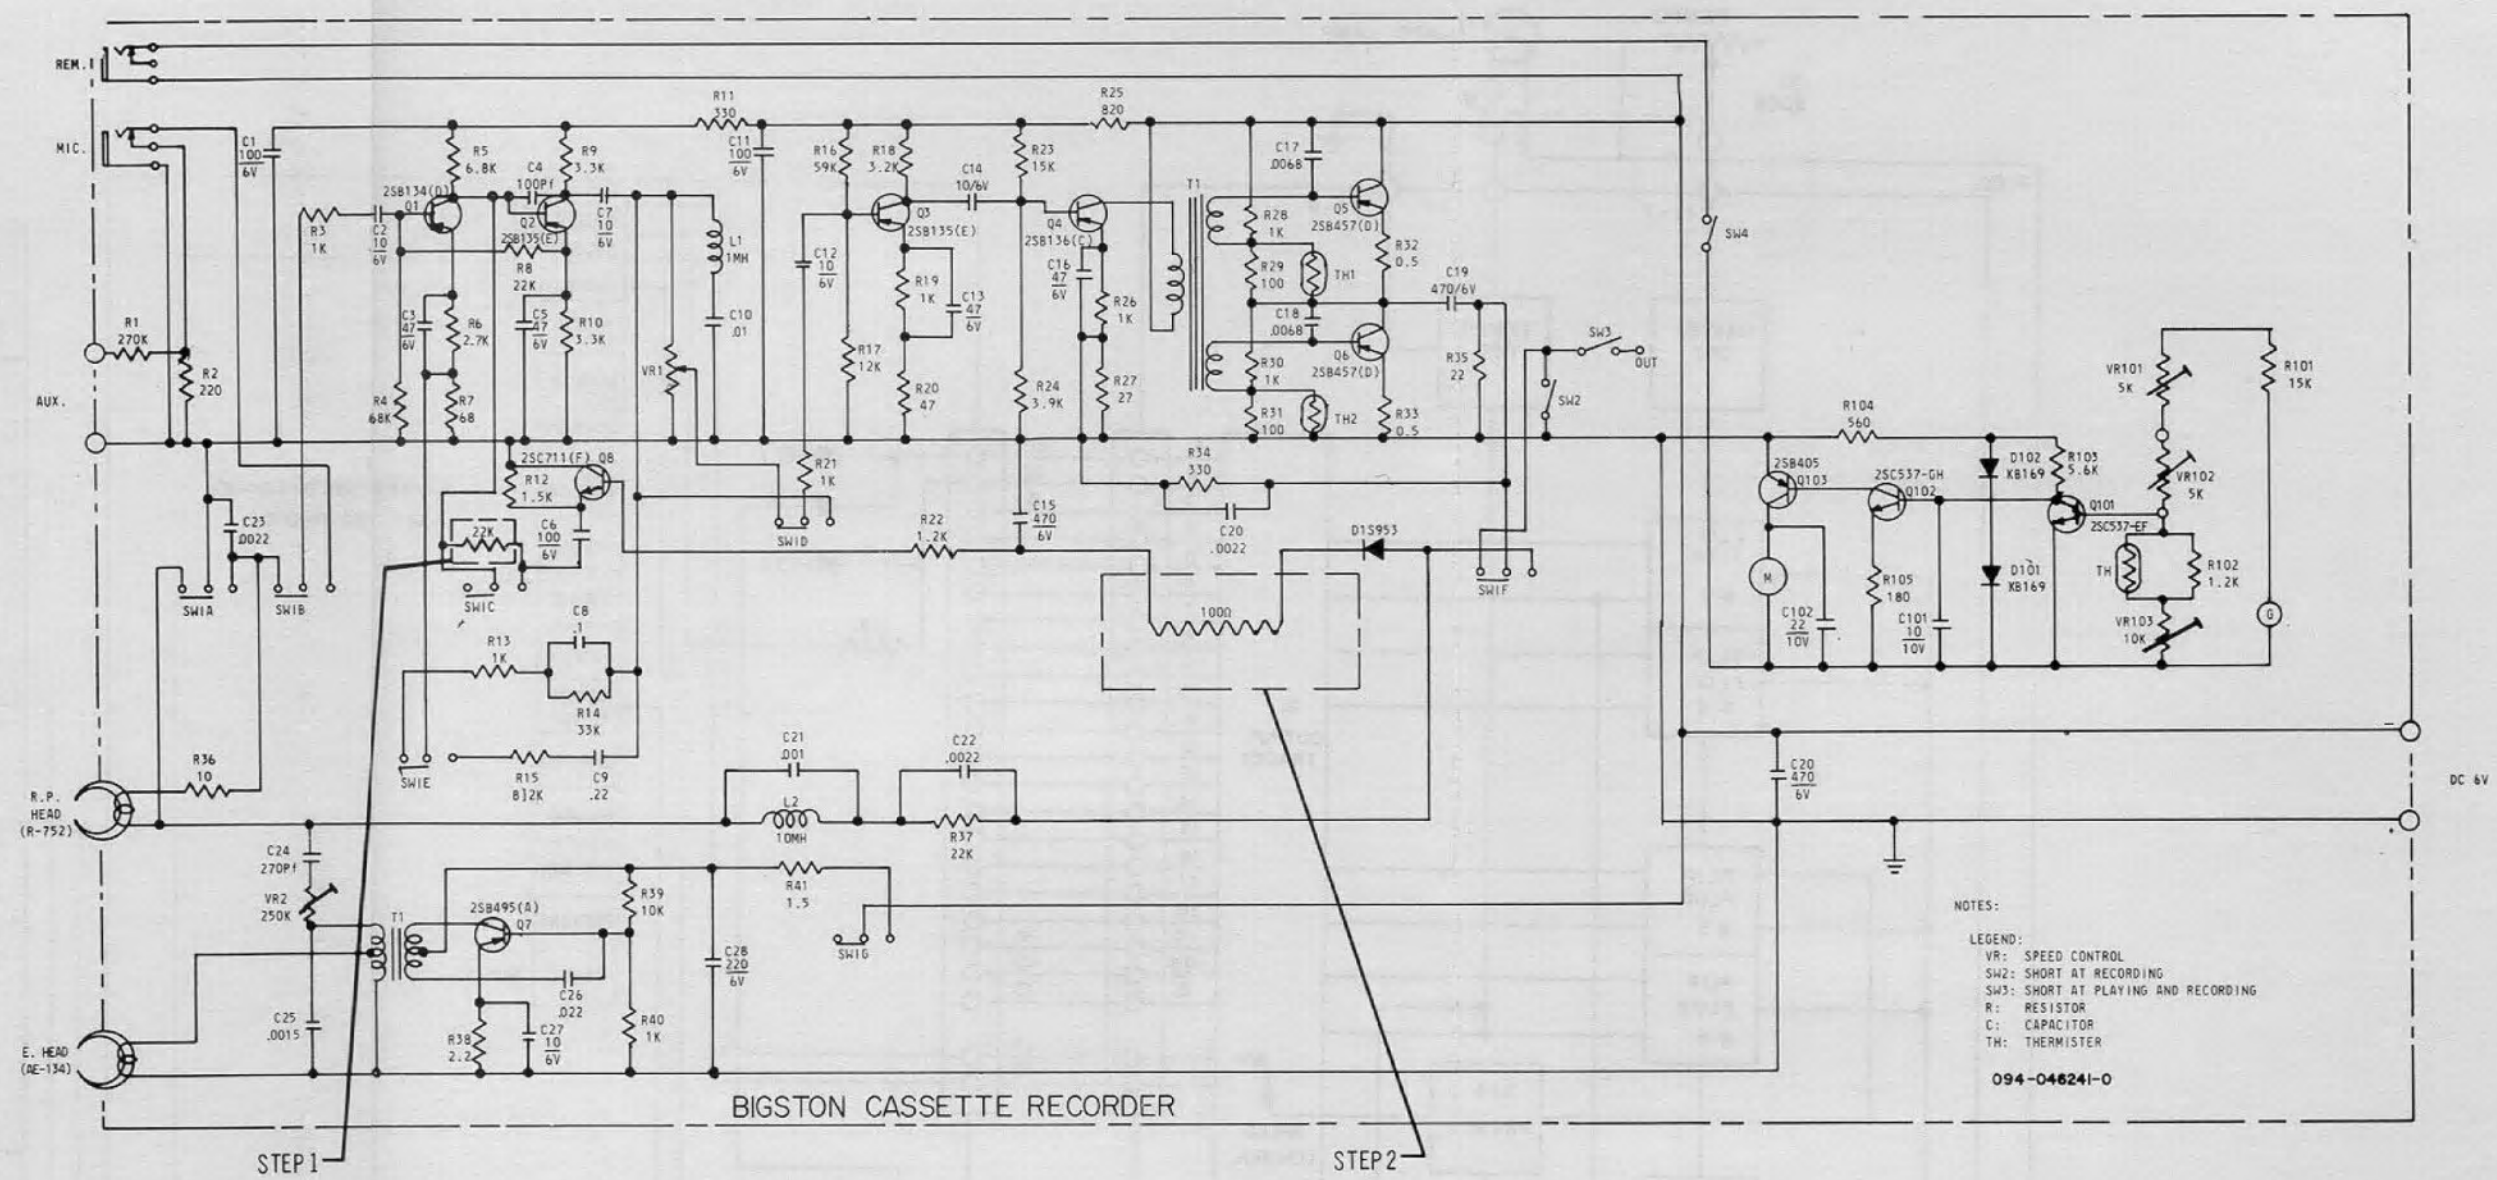 REM.
MIC.
AUX.
R1
270K
R2
220
C1
100
6V
R3
1K
C2
10
6V
2SB134(D)
Q1
R5
6.8K
C4
100Pf
R9
3.3K
Q2
2SB135(E)
C7
10
6V
R8
22K
C3
47
6V
R6
2.7K
C5
47
6V
R10
3.3K
R4
68K
R7
68
VR1
L1
1MH
C10
.01
R11
330
C11
100
6V
R16
59K
R18
3.2K
C14
10/6V
Q3
2SB135(E)
C12
10
6V
R19
1K
C13
47
6V
R17
12K
R20
47
R21
1K
R23
15K
R25
820
Q4
2SB136(C)
C16
47
6V
R26
1K
R24
3.9K
R27
27
T1
C17
.0068
R28
1K
R29
100
TH1
Q5
2SB457(D)
R32
0.5
C18
.0068
C19
470/6V
R30
1K
Q6
2SB457(D)
R31
100
TH2
R33
0.5
R35
22
SW3
OUT
SW2
SW4
R34
330
C20
.0022
C15
470
6V
R22
1.2K
D1S953
100Ω
SW1F
SW1D
2SC711(F) Q8
R12
1.5K
22K
C6
100
6V
SW1C
C23
.0022
SW1A
SW1B
C8
.1
R13
1K
R14
33K
SW1E
R15
8]2K
C9
.22
R.P.
HEAD
(R-752)
R36
10
C21
.001
L2
10MH
C22
.0022
R37
22K
C24
270Pf
VR2
250K
T1
2SB495(A)
Q7
R39
10K
R41
1.5
C28
220
6V
SW1G
C26
.022
C25
.0015
R38
2.2
C27
10
6V
R40
1K
E. HEAD
(AE-134)
R104
560
2SB405
Q103
2SC537-GH
Q102
D102
KB169
R103
5.6K
Q101
2SC537-EF
VR101
5K
R101
15K
VR102
5K
M
C102
22
10V
R105
180
C101
10
10V
D101
KB169
TH
R102
1.2K
VR103
10K
G
C20
470
6V
DC 6V
NOTES:
LEGEND:
VR: SPEED CONTROL
SW2: SHORT AT RECORDING
SW3: SHORT AT PLAYING AND RECORDING
R: RESISTOR
C: CAPACITOR
TH: THERMISTER
094-046241-0
BIGSTON CASSETTE RECORDER
STEP 1
STEP 2